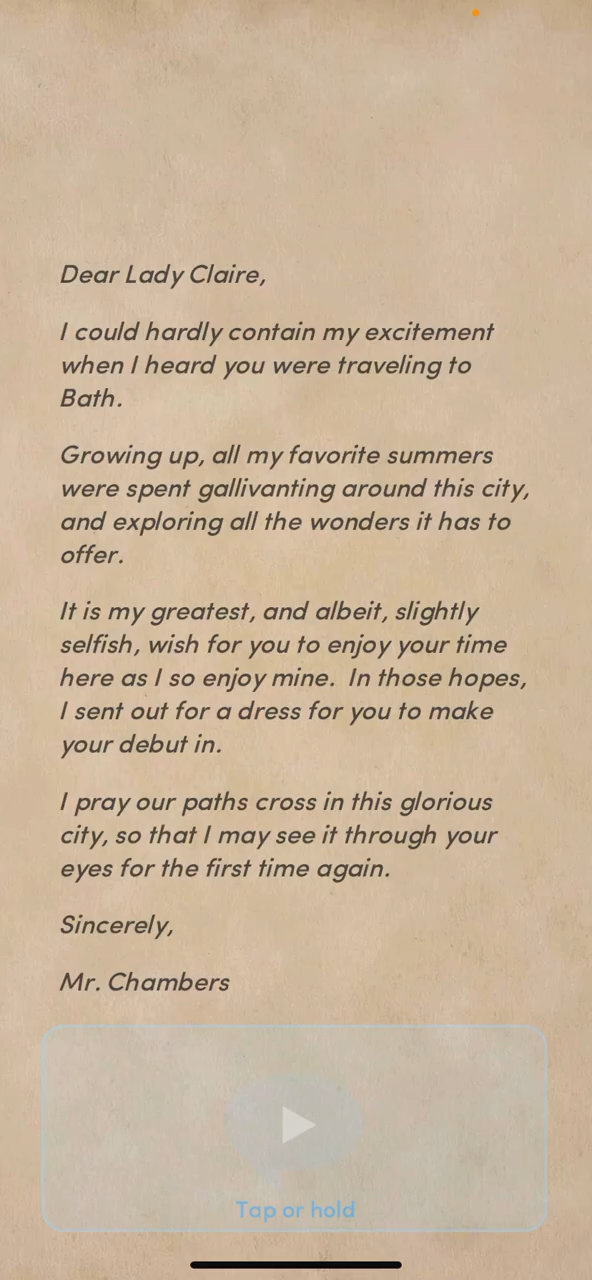 Dear Lady Claire,
I could hardly contain my excitement
when I heard you were traveling to
Bath.
Growing up, all my favorite summers
were spent gallivanting around this city,
and exploring all the wonders it has to
offer.
It is my greatest, and albeit, slightly
selfish, wish for you to enjoy your time
here as I so enjoy mine.  In those hopes,
I sent out for a dress for you to make
your debut in.
I pray our paths cross in this glorious
city, so that I may see it through your
eyes for the first time again.
Sincerely,
Mr. Chambers
Tap or hold